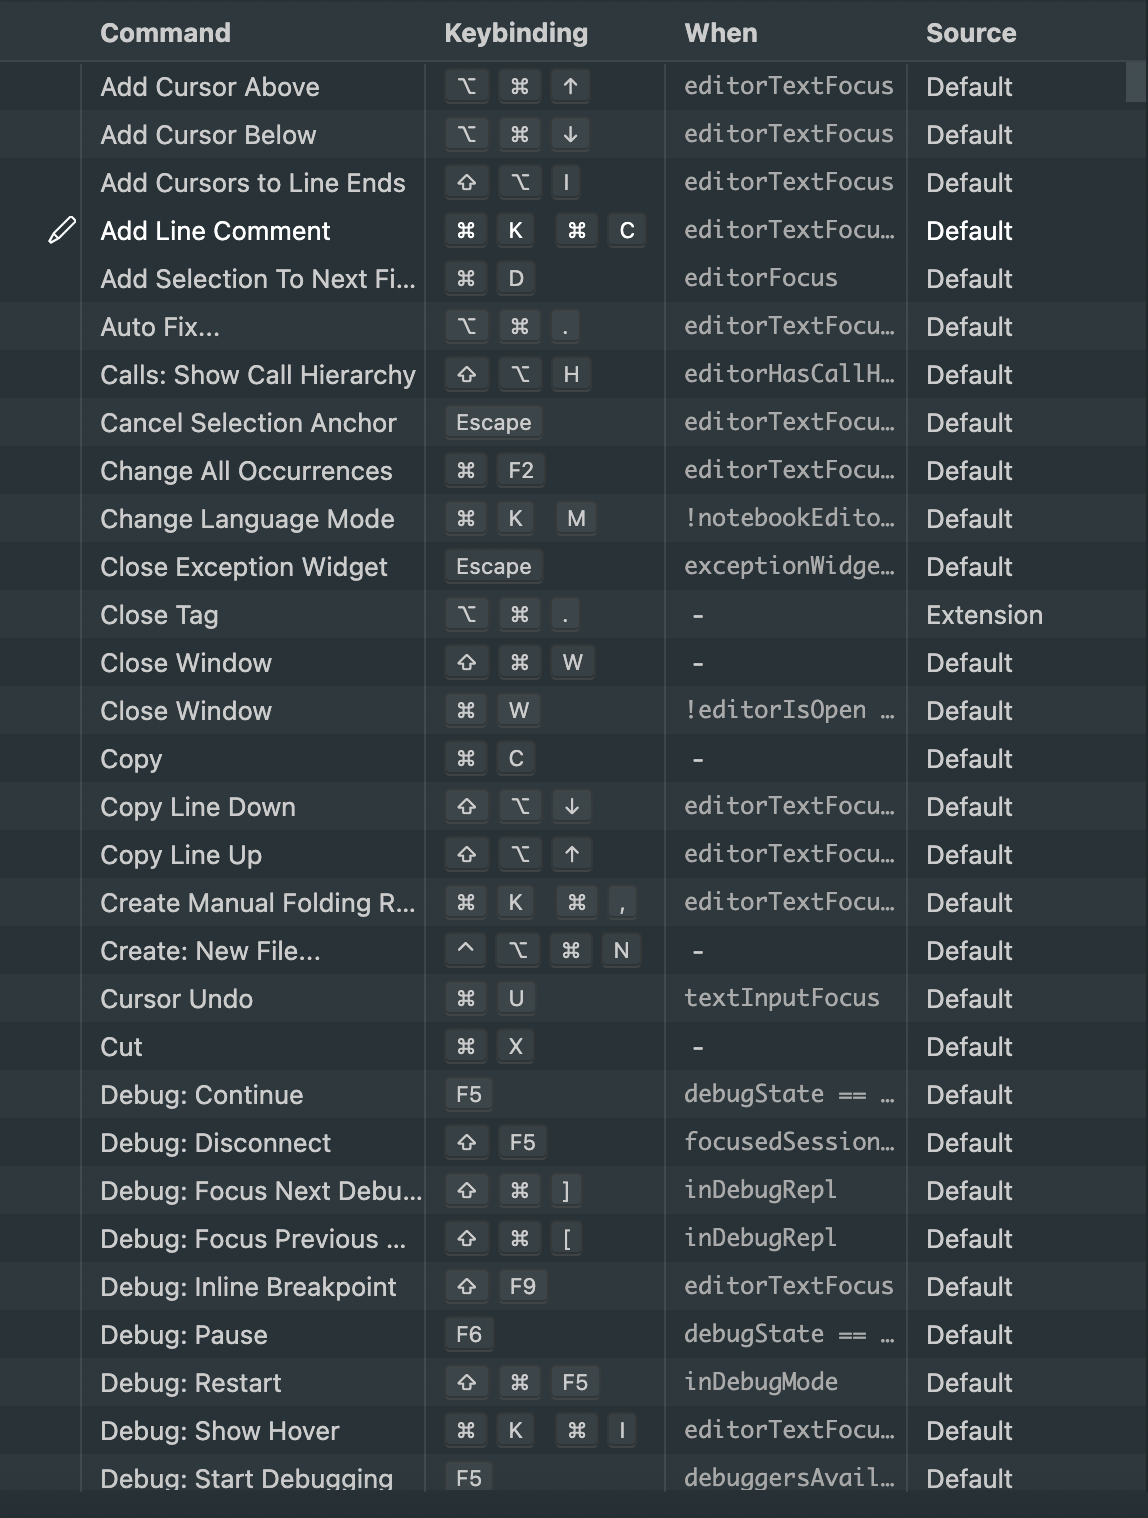 Command Keybinding When Source
Add Cursor Above ⌥ ⌘ ↑ editorTextFocus Default
Add Cursor Below ⌥ ⌘ ↓ editorTextFocus Default
Add Cursors to Line Ends ⇧ ⌥ I editorTextFocus Default
Add Line Comment ⌘ K ⌘ C editorTextFocu… Default
Add Selection To Next Fi... ⌘ D editorFocus Default
Auto Fix... ⌥ ⌘ . editorTextFocu… Default
Calls: Show Call Hierarchy ⇧ ⌥ H editorHasCallH… Default
Cancel Selection Anchor Escape editorTextFocu… Default
Change All Occurrences ⌘ F2 editorTextFocu… Default
Change Language Mode ⌘ K M !notebookEdito… Default
Close Exception Widget Escape exceptionWidge… Default
Close Tag ⌥ ⌘ . - Extension
Close Window ⇧ ⌘ W - Default
Close Window ⌘ W !editorIsOpen … Default
Copy ⌘ C - Default
Copy Line Down ⇧ ⌥ ↓ editorTextFocu… Default
Copy Line Up ⇧ ⌥ ↑ editorTextFocu… Default
Create Manual Folding R... ⌘ K ⌘ , editorTextFocu… Default
Create: New File... ^ ⌥ ⌘ N - Default
Cursor Undo ⌘ U textInputFocus Default
Cut ⌘ X - Default
Debug: Continue F5 debugState == … Default
Debug: Disconnect ⇧ F5 focusedSession… Default
Debug: Focus Next Debu... ⇧ ⌘ ] inDebugRepl Default
Debug: Focus Previous ... ⇧ ⌘ [ inDebugRepl Default
Debug: Inline Breakpoint ⇧ F9 editorTextFocus Default
Debug: Pause F6 debugState == … Default
Debug: Restart ⇧ ⌘ F5 inDebugMode Default
Debug: Show Hover ⌘ K ⌘ I editorTextFocu… Default
Debug: Start Debugging F5 debuggersAvail… Default